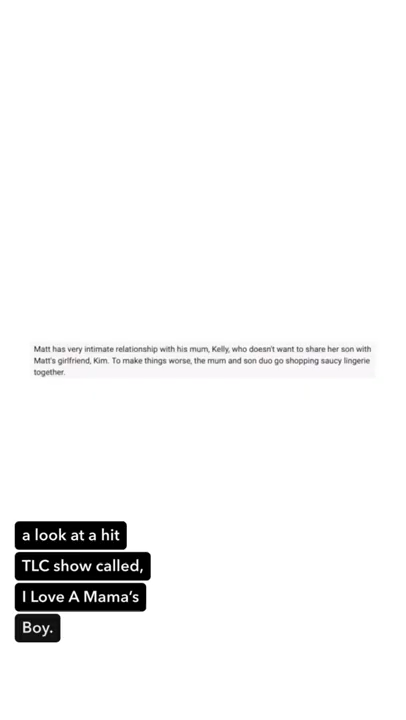 Matt has very intimate relationship with his mum, Kelly, who doesn't want to share her son with
Matt's girlfriend, Kim. To make things worse, the mum and son duo go shopping saucy lingerie
together.
a look at a hit
TLC show called,
I Love A Mama's
Boy.